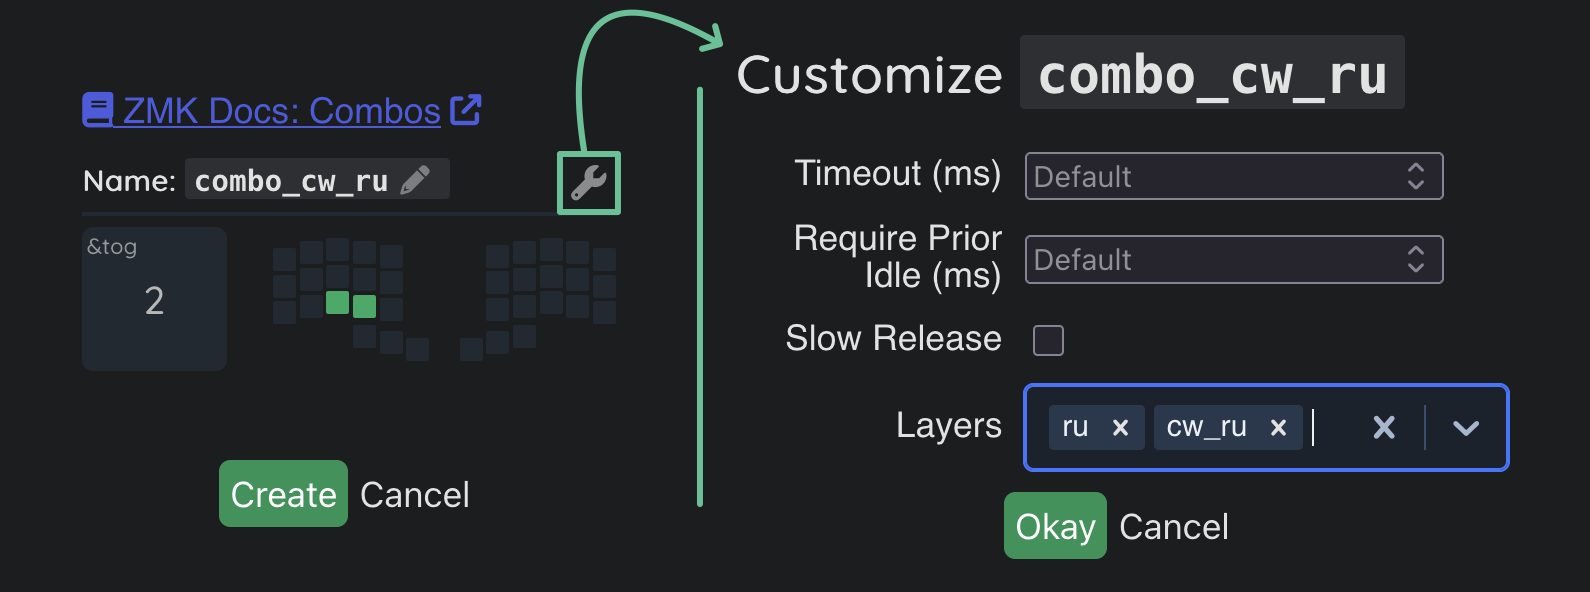 ZMK Docs: Combos
Name: combo_cw_ru
&tog
2
Create Cancel
Customize combo_cw_ru
Timeout (ms) Default
Require Prior
Idle (ms) Default
Slow Release
Layers ru × cw_ru ×
Okay Cancel